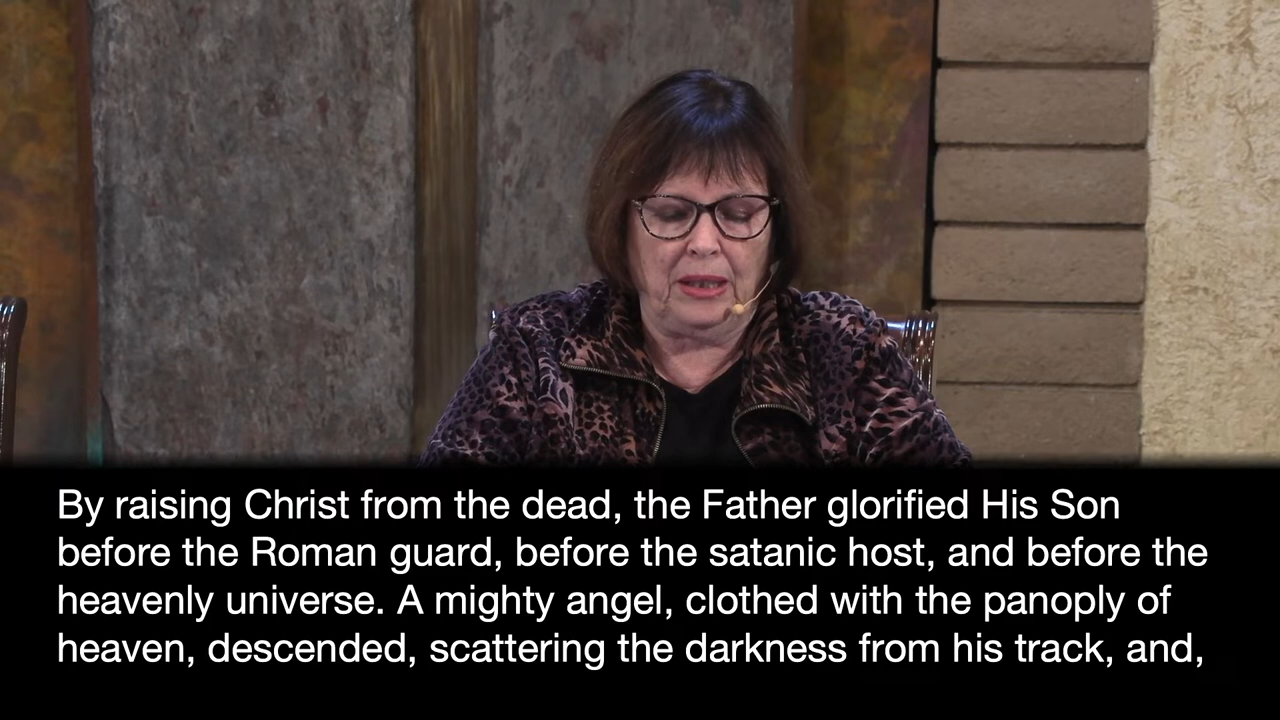 By raising Christ from the dead, the Father glorified His Son
before the Roman guard, before the satanic host, and before the
heavenly universe. A mighty angel, clothed with the panoply of
heaven, descended, scattering the darkness from his track, and,